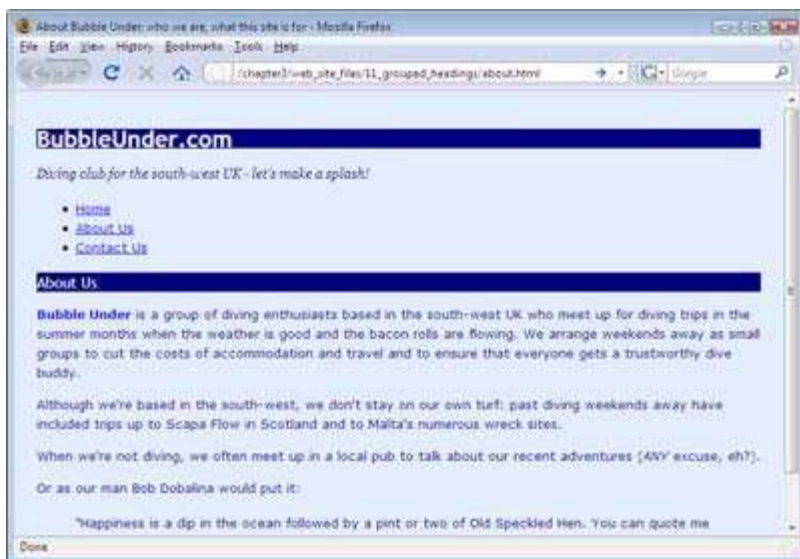 About Bubble Under: who we are, what this site is for - Mozilla Firefox
File Edit View History Bookmarks Tools Help
/chapter3/web_site_files/11_grouped_headings/about.html Google
BubbleUnder.com
Diving club for the south-west UK - let's make a splash!
Home
About Us
Contact Us
About Us
Bubble Under is a group of diving enthusiasts based in the south-west UK who meet up for diving trips in the
summer months when the weather is good and the bacon rolls are flowing. We arrange weekends away as small
groups to cut the costs of accommodation and travel and to ensure that everyone gets a trustworthy dive
buddy.
Although we're based in the south-west, we don't stay on our own turf: past diving weekends away have
included trips up to Scapa Flow in Scotland and to Malta's numerous wreck sites.
When we're not diving, we often meet up in a local pub to talk about our recent adventures (ANY excuse, eh?).
Or as our man Bob Dobalina would put it:
"Happiness is a dip in the ocean followed by a pint or two of Old Speckled Hen. You can quote me
Done